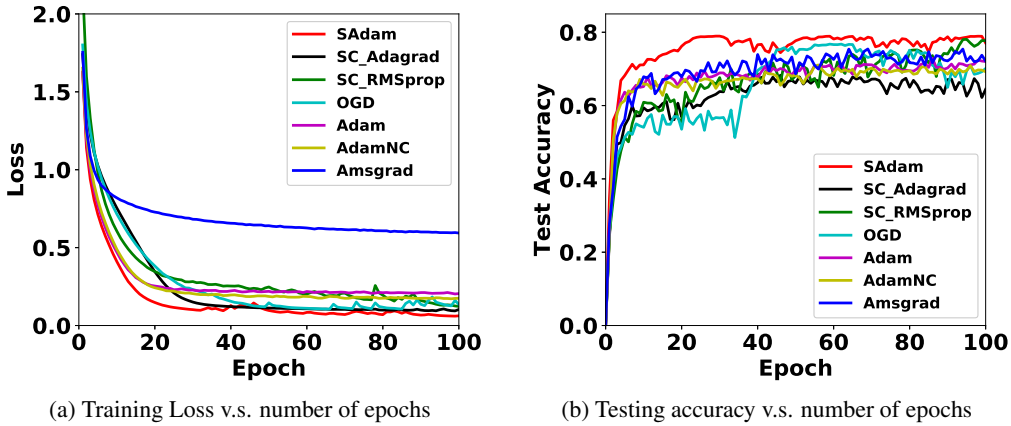 2.0
1.5
1.0
0.5
0.0
0
20
40
60
80
100
Loss
Epoch
SAdam
SC_Adagrad
SC_RMSprop
OGD
Adam
AdamNC
Amsgrad
(a) Training Loss v.s. number of epochs
0.8
0.6
0.4
0.2
0.0
0
20
40
60
80
100
Test Accuracy
Epoch
SAdam
SC_Adagrad
SC_RMSprop
OGD
Adam
AdamNC
Amsgrad
(b) Testing accuracy v.s. number of epochs